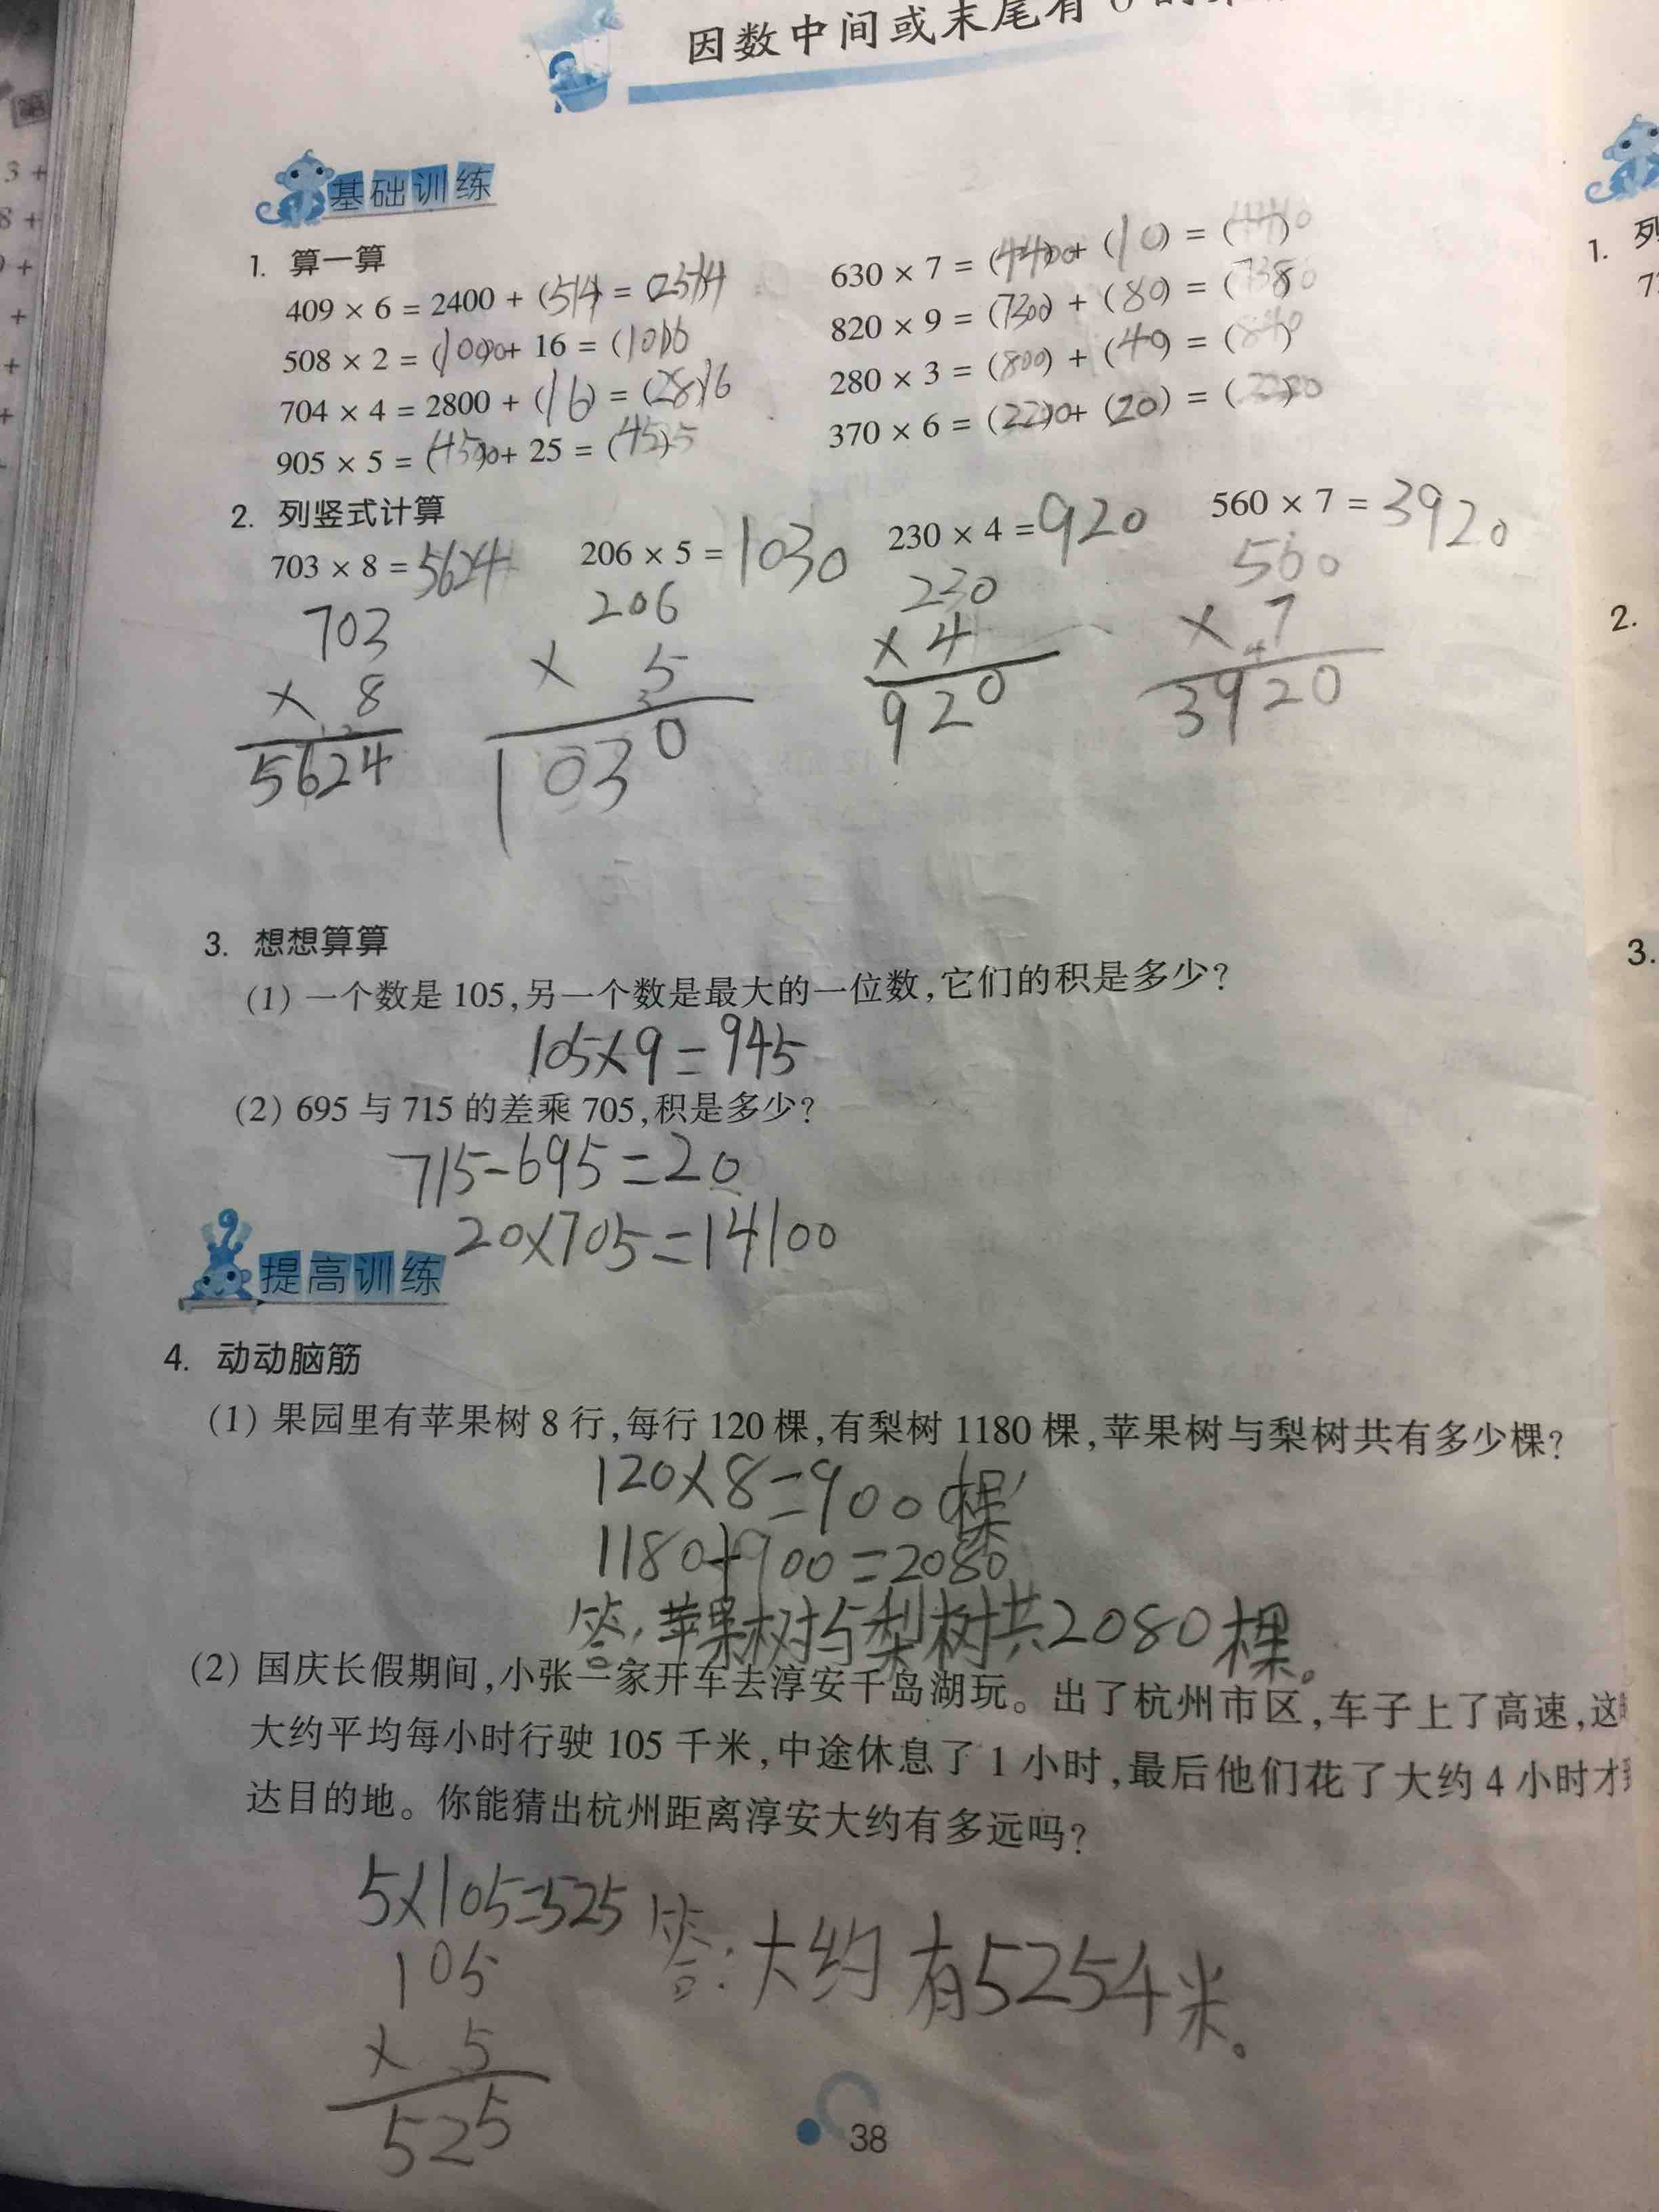 因数中间或末尾有 0 的
基础训练
1. 算一算
409 × 6 = 2400 + (54) = (2514
508 × 2 = (1000) + 16 = (1016
704 × 4 = 2800 + (16) = (2816
905 × 5 = (4500) + 25 = (4525
630 × 7 = (4400) + (10) = (4410
820 × 9 = (7300) + (80) = (7380
280 × 3 = (800) + (40) = (840
370 × 6 = (2200) + (20) = (2220
2. 列竖式计算
703 × 8 = 5624
206 × 5 = 1030
230 × 4 = 920
560 × 7 = 3920
703
× 8
5624
206
× 5
1030
230
× 4
920
560
× 7
3920
3. 想想算算
(1) 一个数是 105,另一个数是最大的一位数,它们的积是多少?
105×9=945
(2) 695 与 715 的差乘 705,积是多少?
715-695=20
20×705=14100
提高训练
4. 动动脑筋
(1) 果园里有苹果树 8 行,每行 120 棵,有梨树 1180 棵,苹果树与梨树共有多少棵?
120×8=900(棵)
1180+900=2080
答:苹果树与梨树共2080棵。
(2) 国庆长假期间,小张一家开车去淳安千岛湖玩。出了杭州市区,车子上了高速,这
大约平均每小时行驶 105 千米,中途休息了 1 小时,最后他们花了大约 4 小时才
达目的地。你能猜出杭州距离淳安大约有多远吗?
5×105=525
答:大约有525千米。
105
× 5
525
38
1. 列
2.
3.